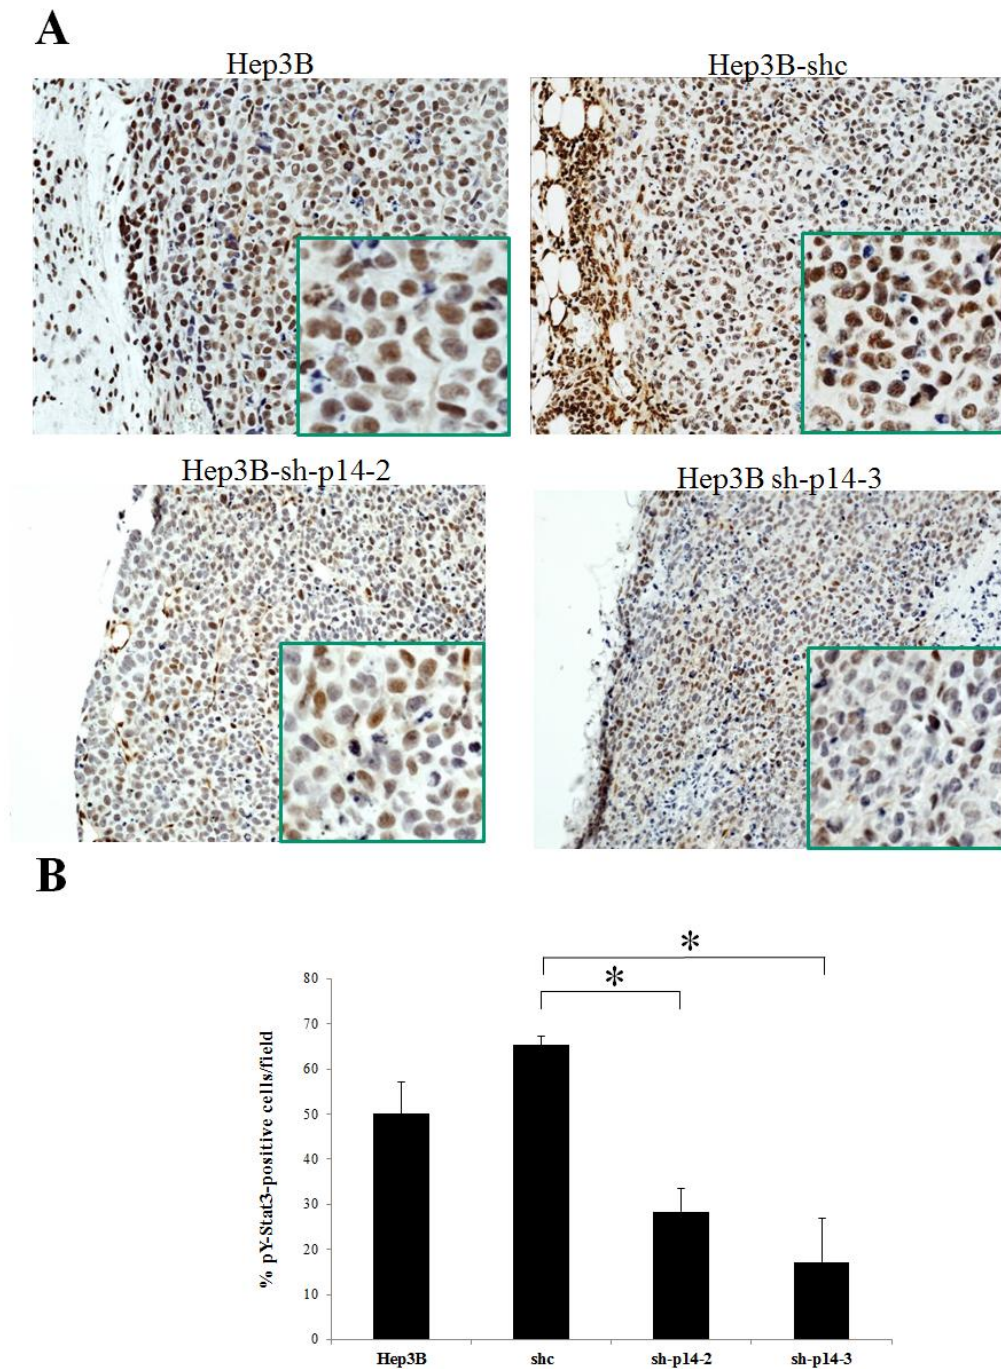 A
Hep3B
Hep3B-shc
Hep3B-sh-p14-2
Hep3B sh-p14-3
B
*
*
% pY-Stat3-positive cells/field
80
70
60
50
40
30
20
10
0
Hep3B
shc
sh-p14-2
sh-p14-3